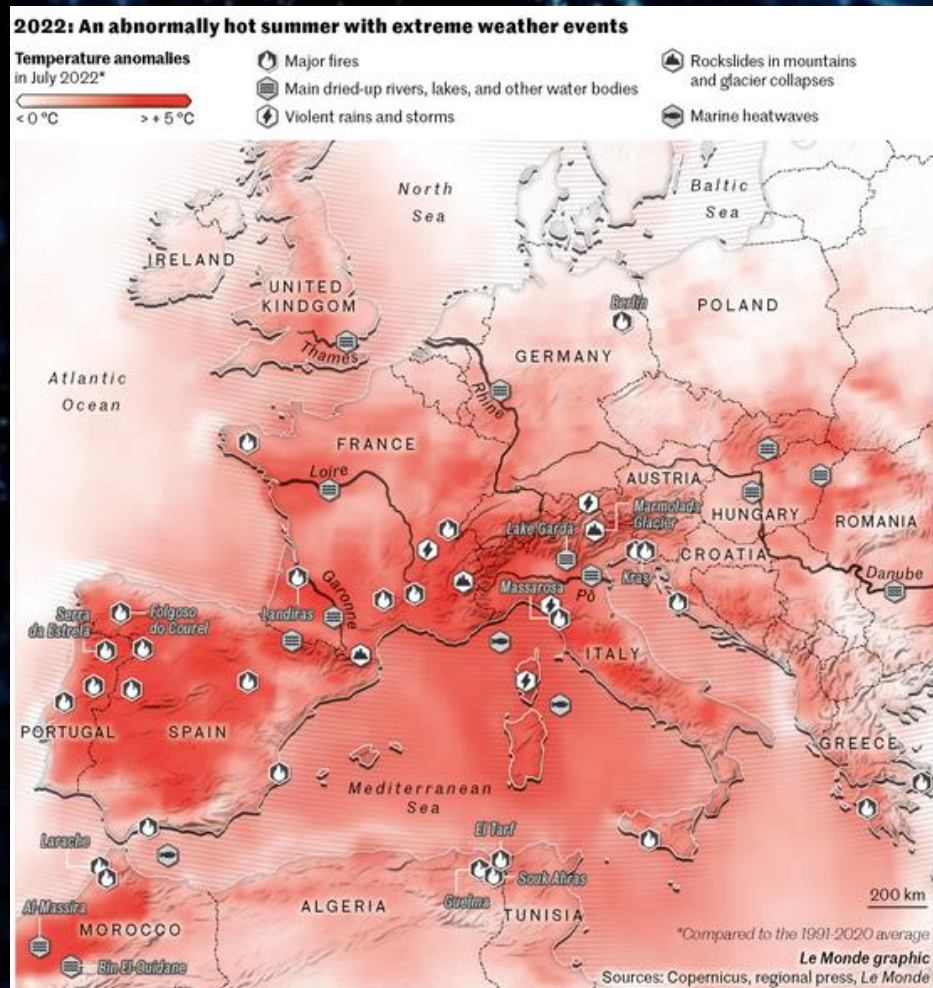 2022: An abnormally hot summer with extreme weather events
Temperature anomalies
in July 2022*
< 0 °C
> + 5 °C
Major fires
Main dried-up rivers, lakes, and other water bodies
Violent rains and storms
Rockslides in mountains
and glacier collapses
Marine heatwaves
North
Sea
Baltic
Sea
IRELAND
UNITED
KINGDOM
Thames
Berlin
POLAND
GERMANY
Atlantic
Ocean
Rhine
FRANCE
Loire
AUSTRIA
Marmolada
Glacier
HUNGARY
ROMANIA
Lake Garda
CROATIA
Kras
Danube
Massarosa
Pô
Garonne
Landiras
Serra
da Estrela
Folgoso
do Courel
ITALY
PORTUGAL
SPAIN
GREECE
Mediterranean
Sea
Larache
El Tarf
Souk Ahras
Guelma
Al-Massira
ALGERIA
TUNISIA
MOROCCO
Bin El-Ouidane
200 km
*Compared to the 1991-2020 average
Le Monde graphic
Sources: Copernicus, regional press, Le Monde